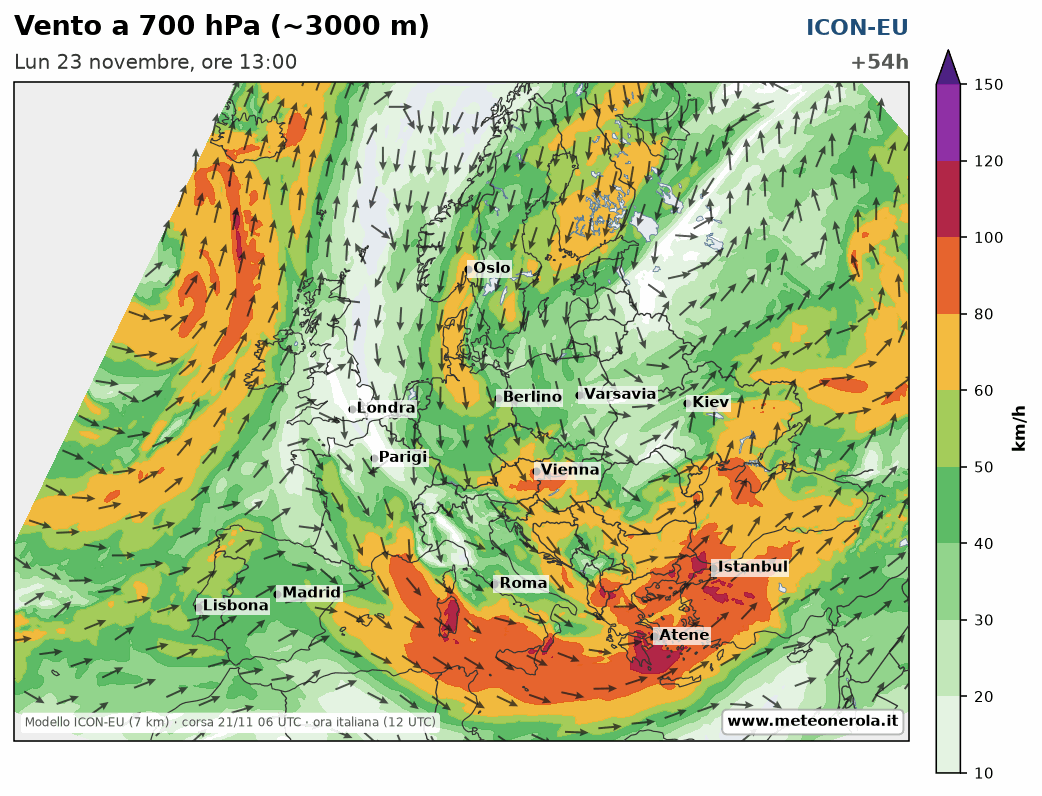 Vento a 700 hPa (~3000 m)
ICON-EU
Lun 23 novembre, ore 13:00
+54h
150
120
100
80
60
50
40
30
20
10
km/h
Oslo
Berlino
Varsavia
Kiev
Londra
Parigi
Vienna
Istanbul
Roma
Madrid
Lisbona
Atene
Modello ICON-EU (7 km) · corsa 21/11 06 UTC · ora italiana (12 UTC)
www.meteonerola.it